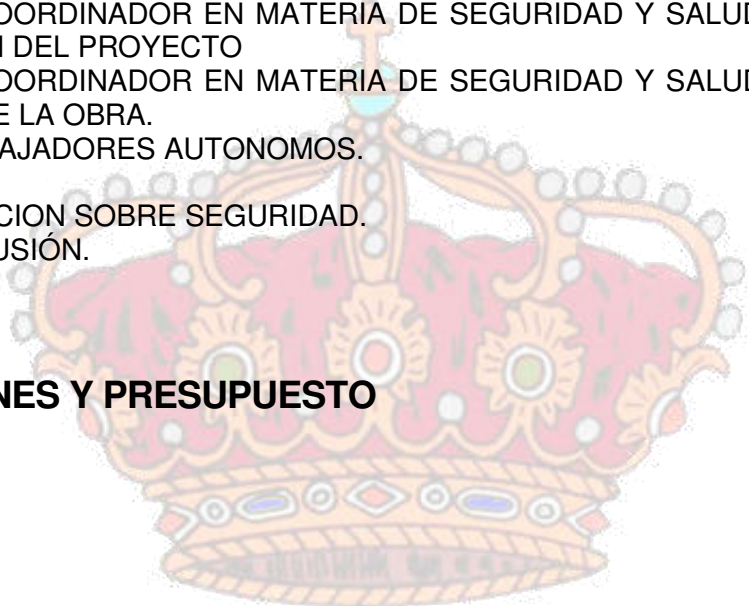 OORDINADOR EN MATERIA DE SEGURIDAD Y SALUD
DEL PROYECTO
OORDINADOR EN MATERIA DE SEGURIDAD Y SALUD
E LA OBRA.
AJADORES AUTONOMOS.
CION SOBRE SEGURIDAD.
USIÓN.
NES Y PRESUPUESTO